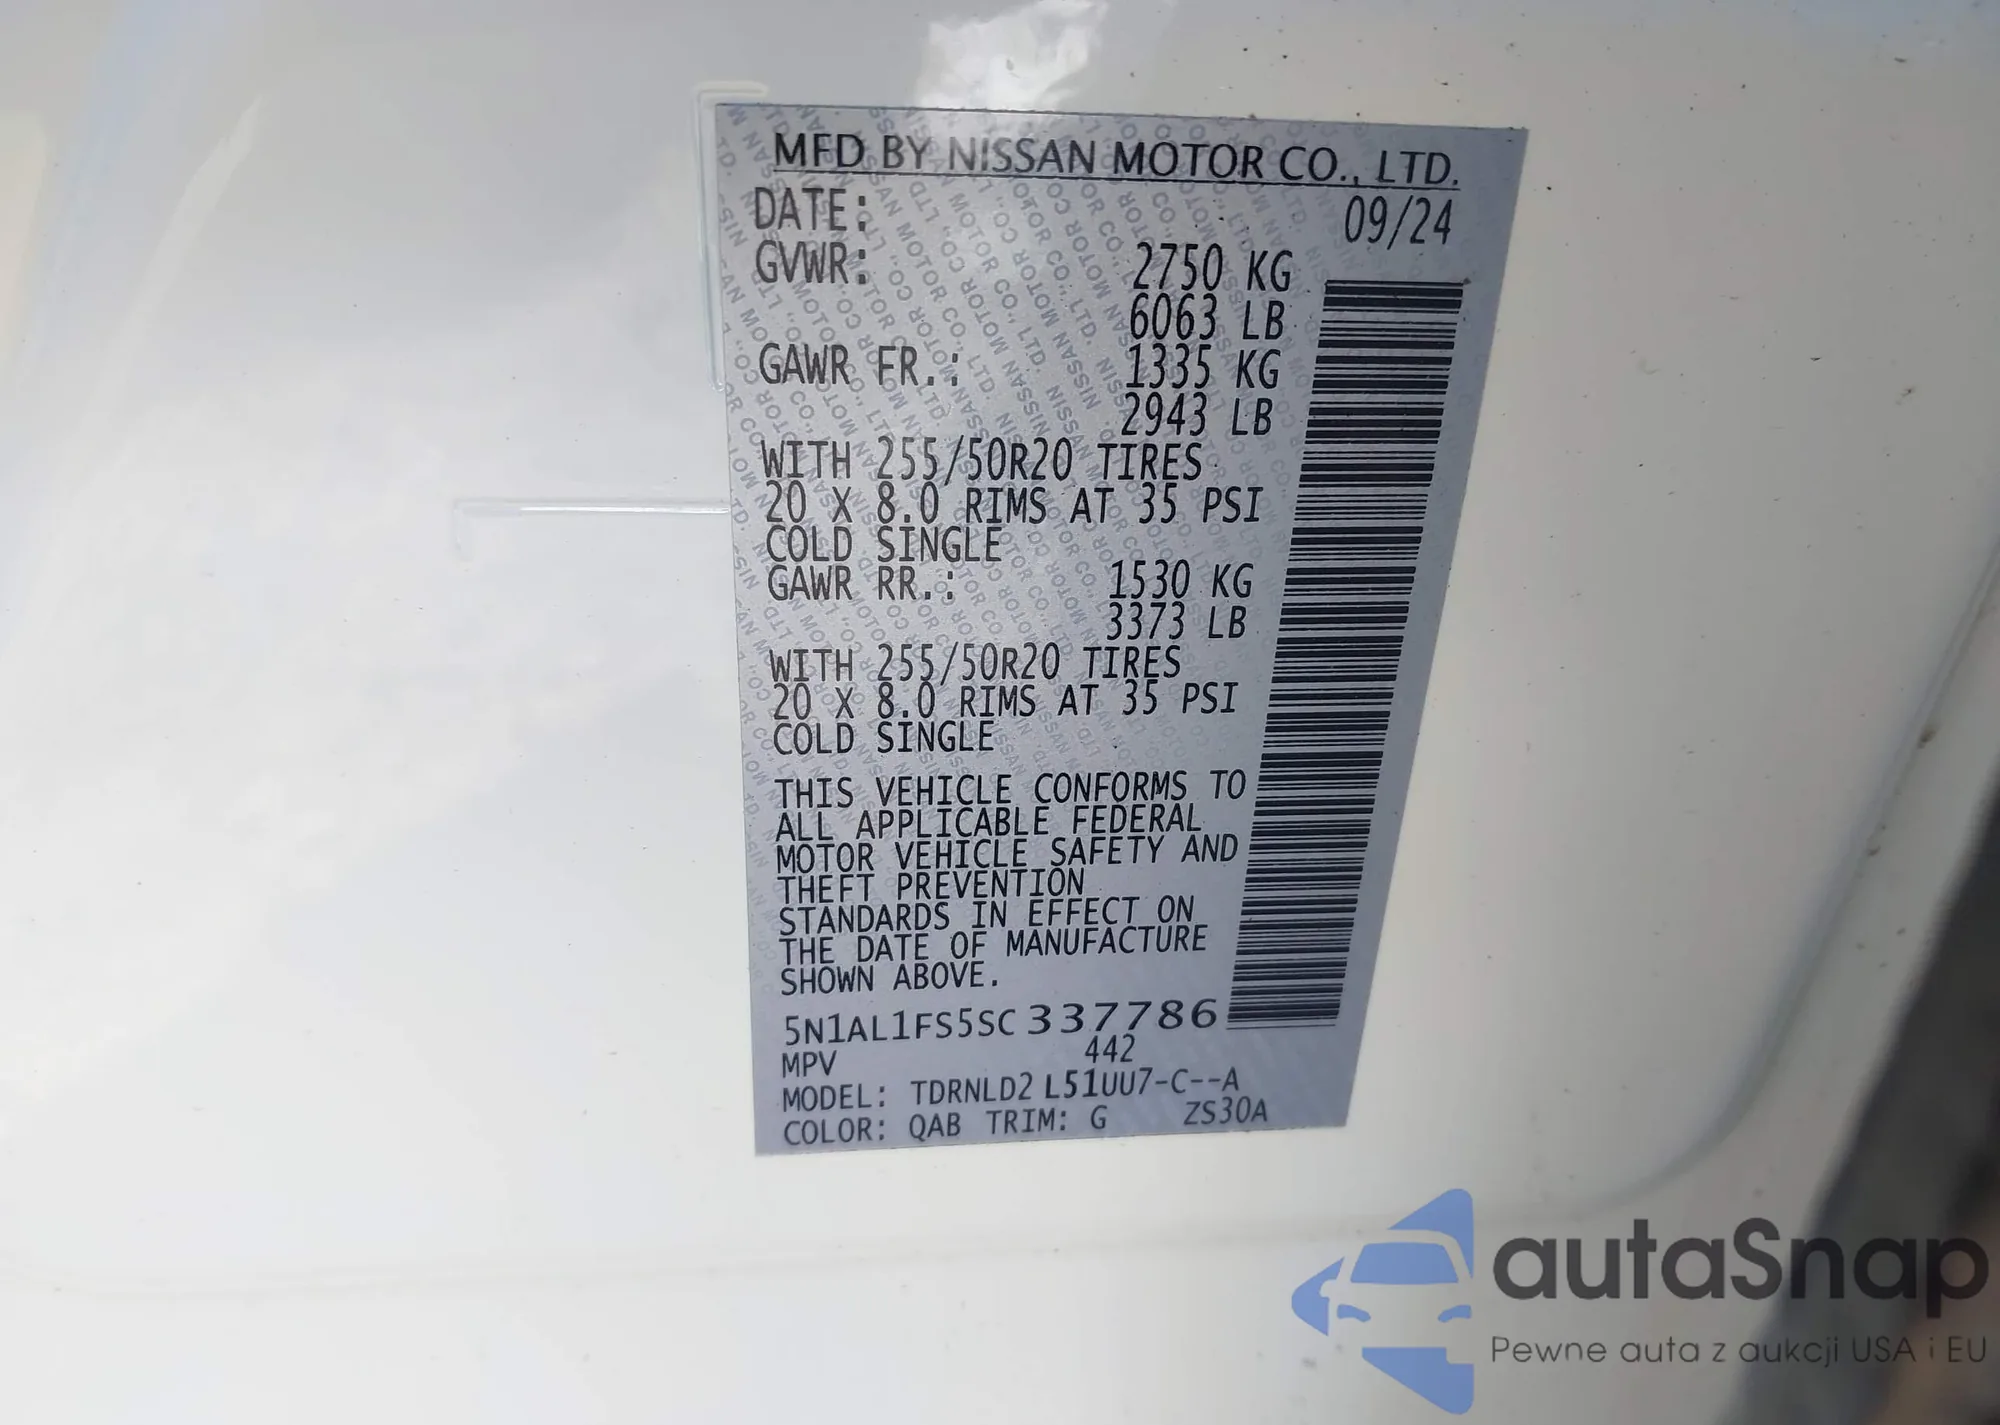 MFD BY NISSAN MOTOR CO., LTD.
DATE: 09/24
GVWR: 2750 KG
6063 LB
GAWR FR.: 1335 KG
2943 LB
WITH 255/50R20 TIRES
20 X 8.0 RIMS AT 35 PSI
COLD SINGLE
GAWR RR.: 1530 KG
3373 LB
WITH 255/50R20 TIRES
20 X 8.0 RIMS AT 35 PSI
COLD SINGLE
THIS VEHICLE CONFORMS TO
ALL APPLICABLE FEDERAL
MOTOR VEHICLE SAFETY AND
THEFT PREVENTION
STANDARDS IN EFFECT ON
THE DATE OF MANUFACTURE
SHOWN ABOVE.
5N1AL1FS5SC337786
MPV 442
MODEL: TDRNLD2 L51UU7-C--A
COLOR: QAB TRIM: G ZS30A
autaSnap
Pewne auta z aukcji USA i EU